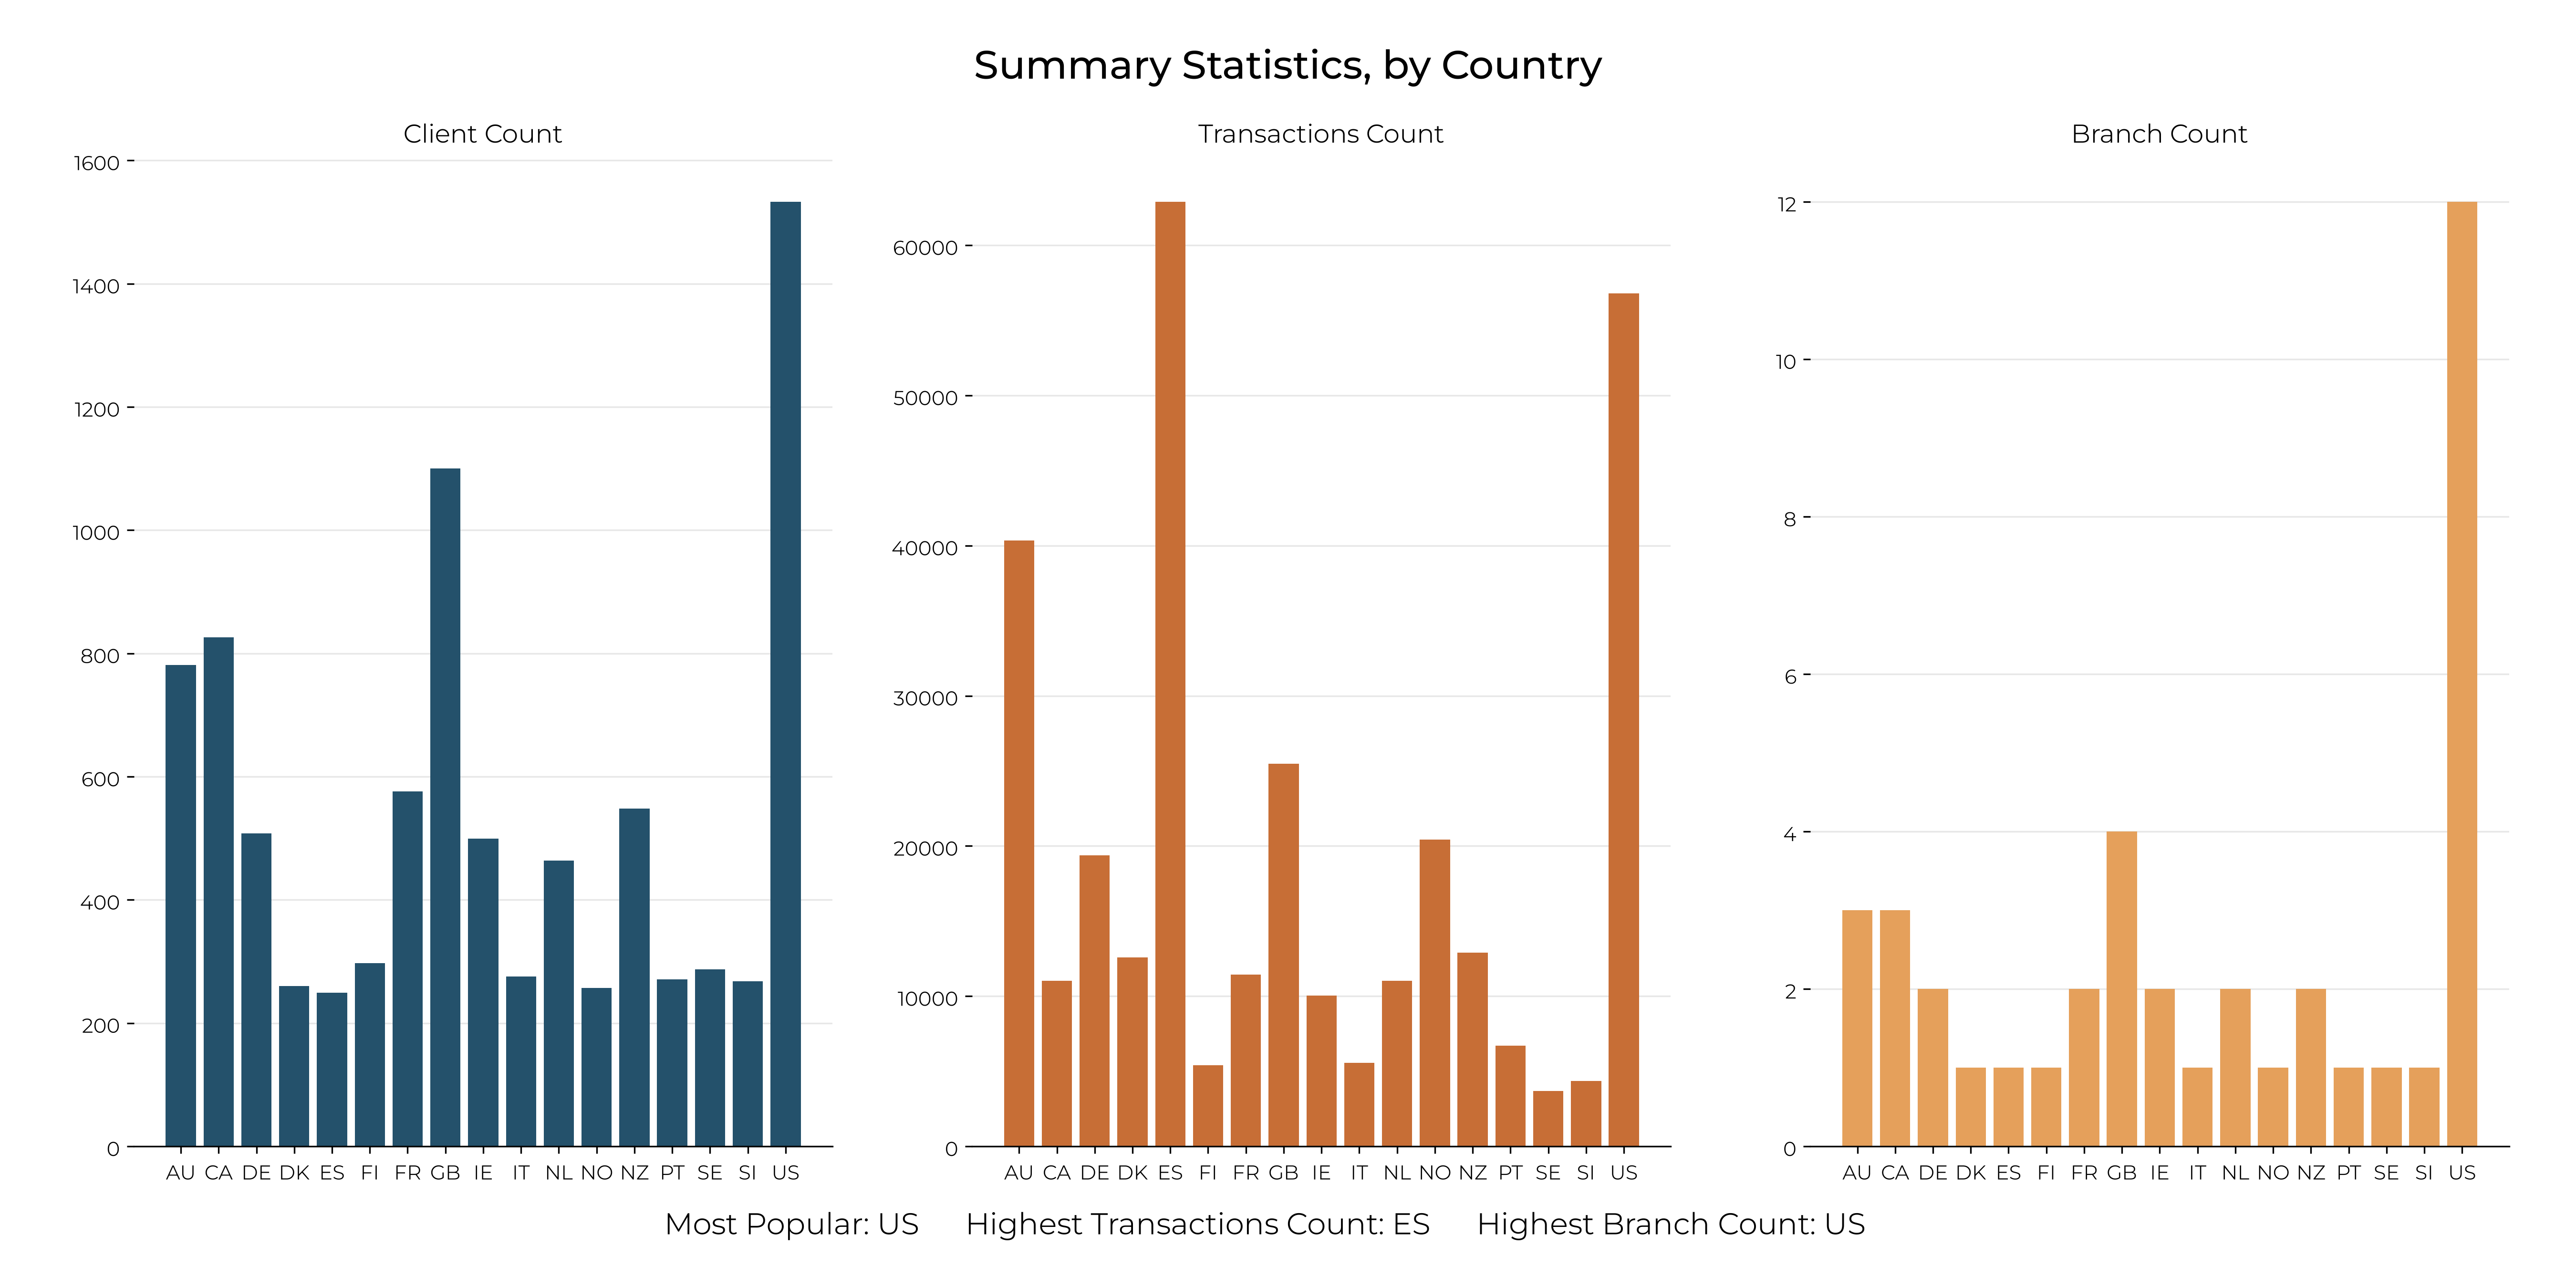 Summary Statistics, by Country
Client Count
1600
1400
1200
1000
800
600
400
200
0
AU CA DE DK ES FI FR GB IE IT NL NO NZ PT SE SI US
Transactions Count
60000
50000
40000
30000
20000
10000
0
AU CA DE DK ES FI FR GB IE IT NL NO NZ PT SE SI US
Branch Count
12
10
8
6
4
2
0
AU CA DE DK ES FI FR GB IE IT NL NO NZ PT SE SI US
Most Popular: US Highest Transactions Count: ES Highest Branch Count: US